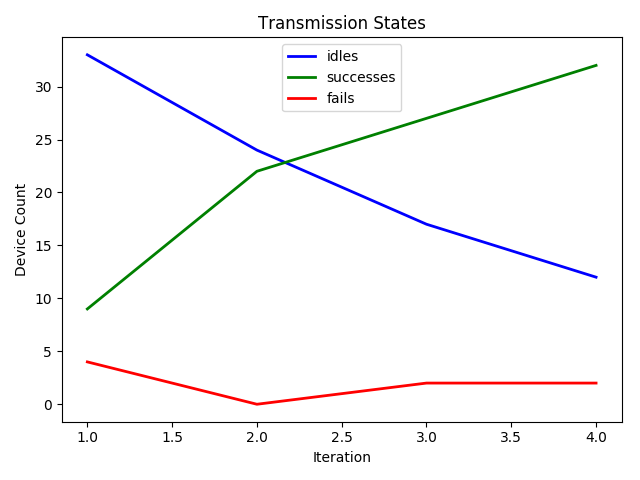 Transmission States
idles
successes
fails
Device Count
30
25
20
15
10
5
0
1.0 1.5 2.0 2.5 3.0 3.5 4.0
Iteration